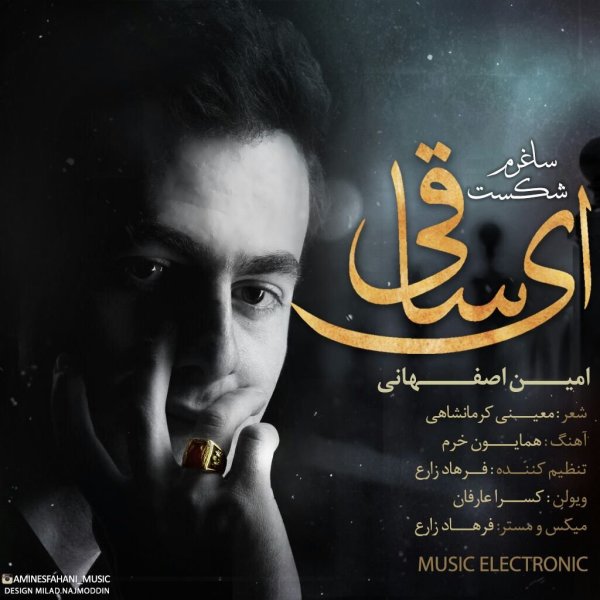 ساغرم
شکست
ای ساقی
امین اصفهانی
شعر : معینی کرمانشاهی
آهنگ : همایون خرم
تنظیم کننده : فرهاد زارع
ویولن : کسرا عارفان
میکس و مستر: فرهاد زارع
MUSIC ELECTRONIC
AMINESFAHANI_MUSIC
DESIGN MILAD.NAJMODDIN